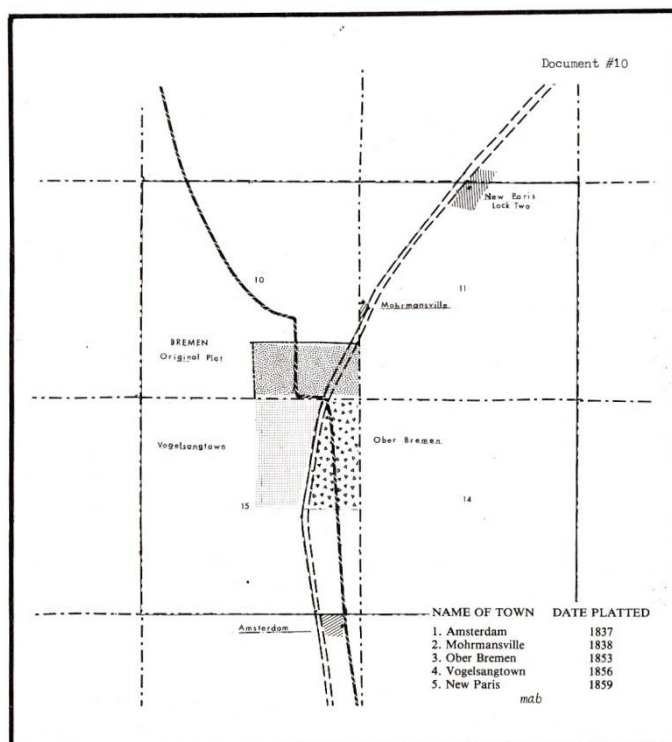 Document #10
New Paris
Lock Two
10
11
Mohrmansville
BREMEN
Original Plat
Vogelsangtown
Ober Bremen
15
14
Amsterdam
NAME OF TOWN DATE PLATTED
1. Amsterdam 1837
2. Mohrmansville 1838
3. Ober Bremen 1853
4. Vogelsangtown 1856
5. New Paris 1859
mab